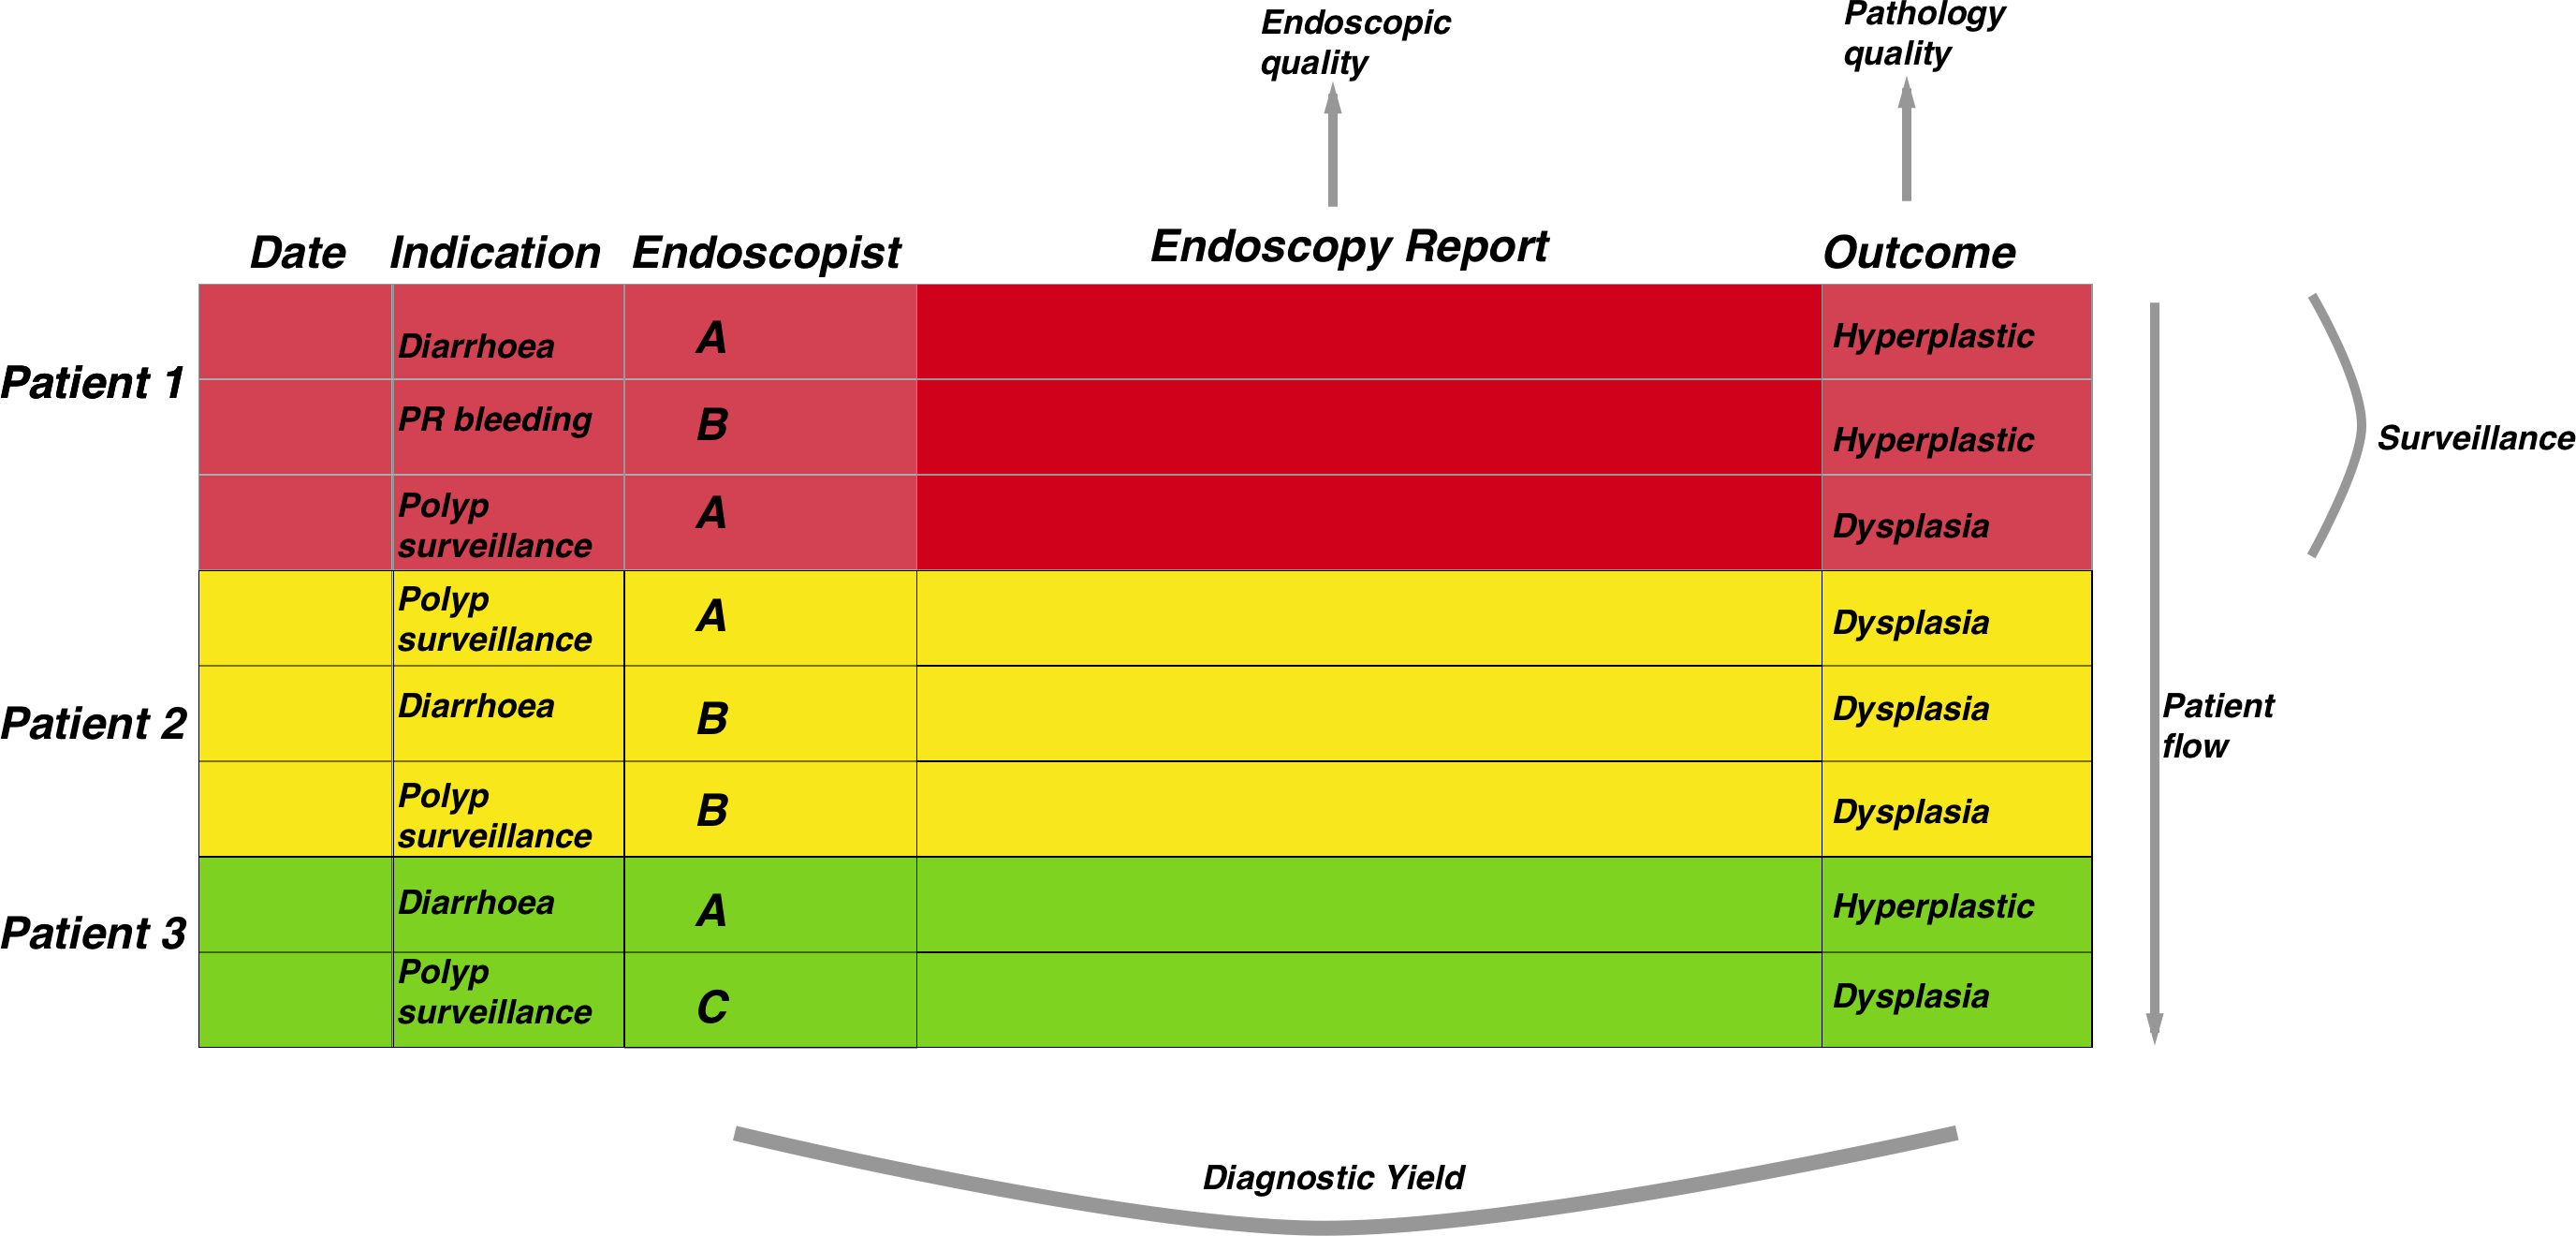 Endoscopic
quality
Pathology
quality
Date Indication Endoscopist Endoscopy Report Outcome
Patient 1
Diarrhoea A Hyperplastic
PR bleeding B Hyperplastic
Polyp
surveillance A Dysplasia
Surveillance
Patient 2
Polyp
surveillance A Dysplasia
Diarrhoea B Dysplasia
Polyp
surveillance B Dysplasia
Patient
flow
Patient 3
Diarrhoea A Hyperplastic
Polyp
surveillance C Dysplasia
Diagnostic Yield